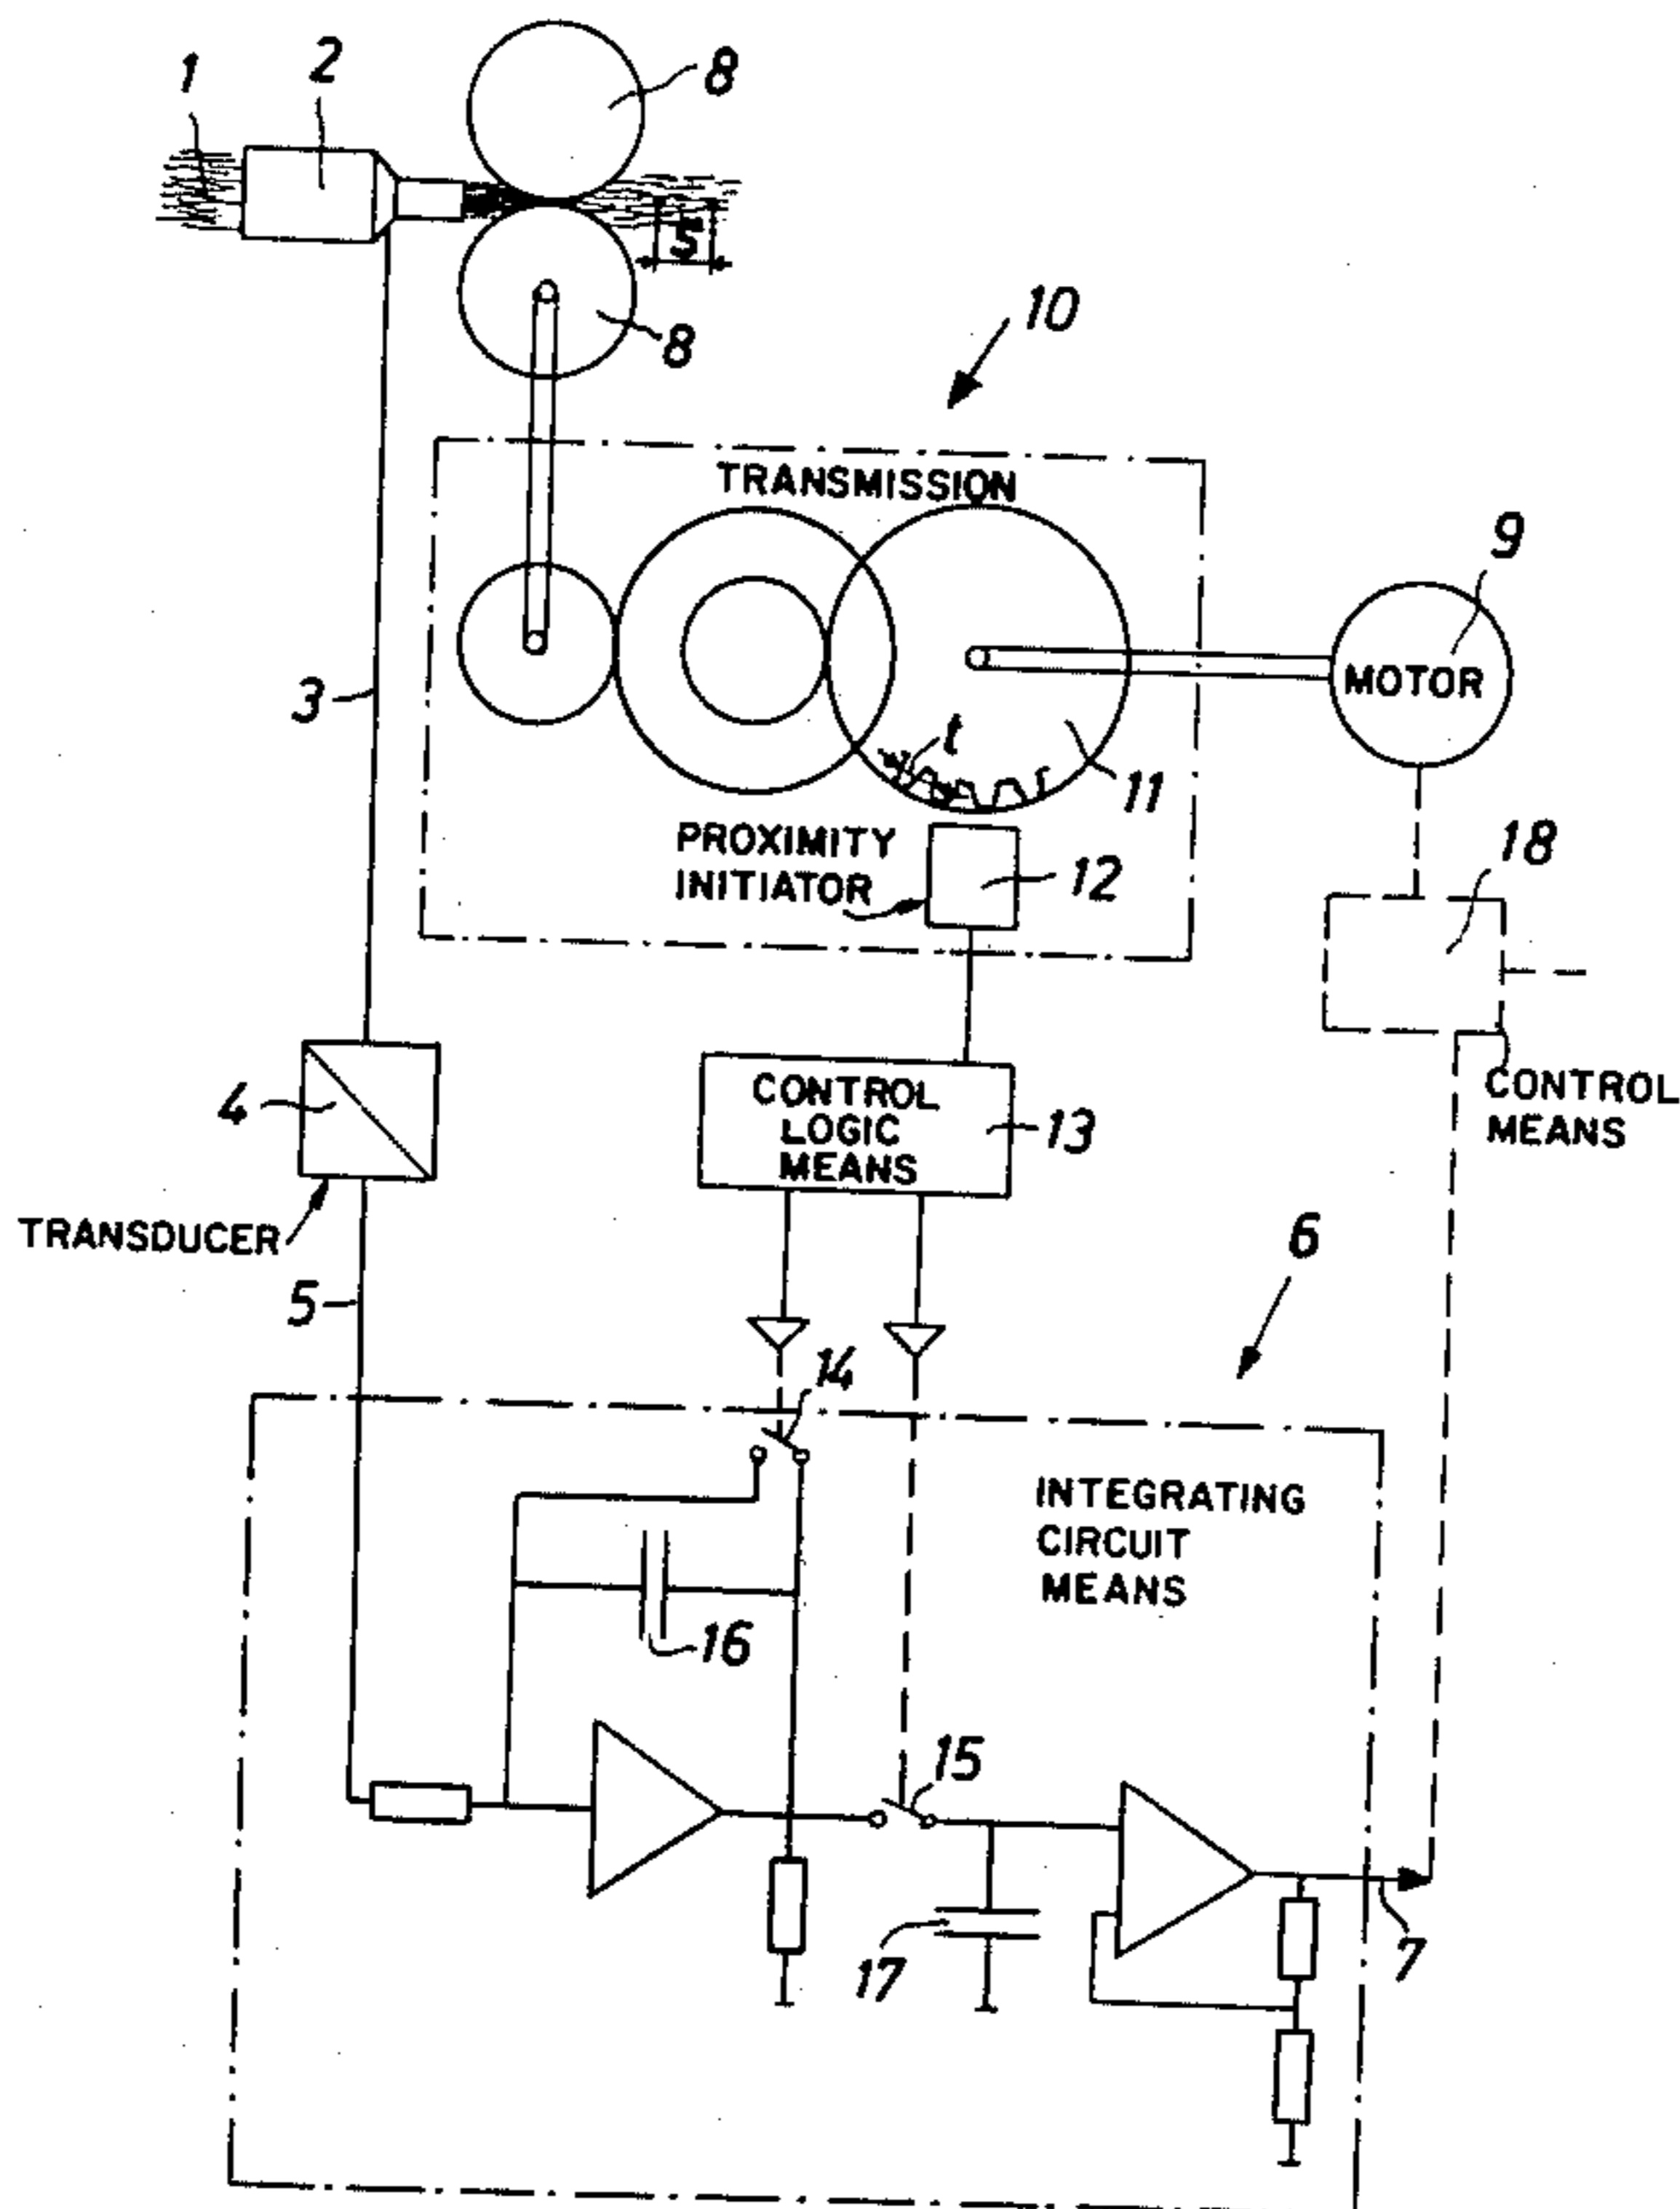 1
2
8
S
8
10
TRANSMISSION
9
MOTOR
3
t
11
PROXIMITY
INITIATOR
12
18
4
CONTROL
LOGIC
MEANS
13
CONTROL
MEANS
TRANSDUCER
6
5
14
INTEGRATING
CIRCUIT
MEANS
16
15
17
7